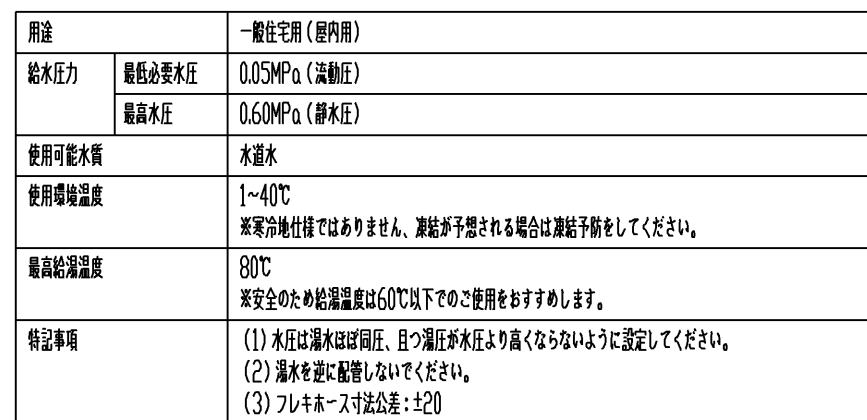 用途 一般住宅用(屋内用)
給水圧力 最低必要水圧 0.05MPa(流動圧)
最高水圧 0.60MPa(静水圧)
使用可能水質 水道水
使用環境温度 1~40℃
※寒冷地仕様ではありません、凍結が予想される場合は凍結予防をしてください。
最高給湯温度 80℃
※安全のため給湯温度は60℃以下でのご使用をおすすめします。
特記事項 (1)水圧は湯水ほぼ同圧、且つ湯圧が水圧より高くならないように設定してください。
(2)湯水を逆に配管しないでください。
(3)フレキホース寸法公差:±20